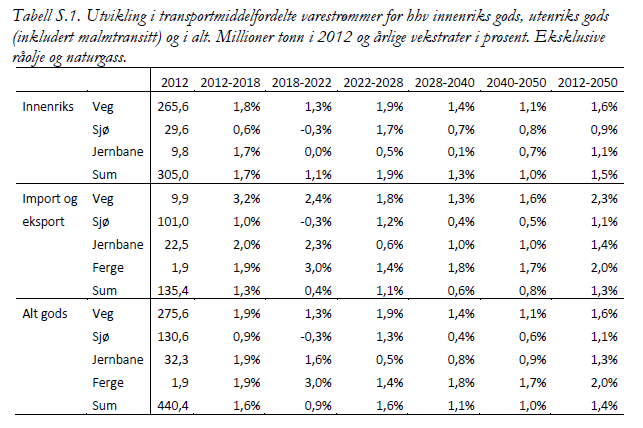 Tabell S.1. Utvikling i transportmiddelfordelte varestrømmer for hhv innenriks gods, utenriks gods
(inkludert malmtransitt) og i alt. Millioner tonn i 2012 og årlige vekstrater i prosent. Eksklusive
råolje og naturgass.
2012 2012-2018 2018-2022 2022-2028 2028-2040 2040-2050 2012-2050
Innenriks Veg 265,6 1,8% 1,3% 1,9% 1,4% 1,1% 1,6%
Sjø 29,6 0,6% -0,3% 1,7% 0,7% 0,8% 0,9%
Jernbane 9,8 1,7% 0,0% 0,5% 0,1% 0,7% 1,1%
Sum 305,0 1,7% 1,1% 1,9% 1,3% 1,0% 1,5%
Import og Veg 9,9 3,2% 2,4% 1,8% 1,3% 1,6% 2,3%
eksport Sjø 101,0 1,0% -0,3% 1,2% 0,4% 0,5% 1,1%
Jernbane 22,5 2,0% 2,3% 0,6% 1,0% 1,0% 1,4%
Ferge 1,9 1,9% 3,0% 1,4% 1,8% 1,7% 2,0%
Sum 135,4 1,3% 0,4% 1,1% 0,6% 0,8% 1,3%
Alt gods Veg 275,6 1,9% 1,3% 1,9% 1,4% 1,1% 1,6%
Sjø 130,6 0,9% -0,3% 1,3% 0,4% 0,6% 1,1%
Jernbane 32,3 1,9% 1,6% 0,5% 0,8% 0,9% 1,3%
Ferge 1,9 1,9% 3,0% 1,4% 1,8% 1,7% 2,0%
Sum 440,4 1,6% 0,9% 1,6% 1,1% 1,0% 1,4%